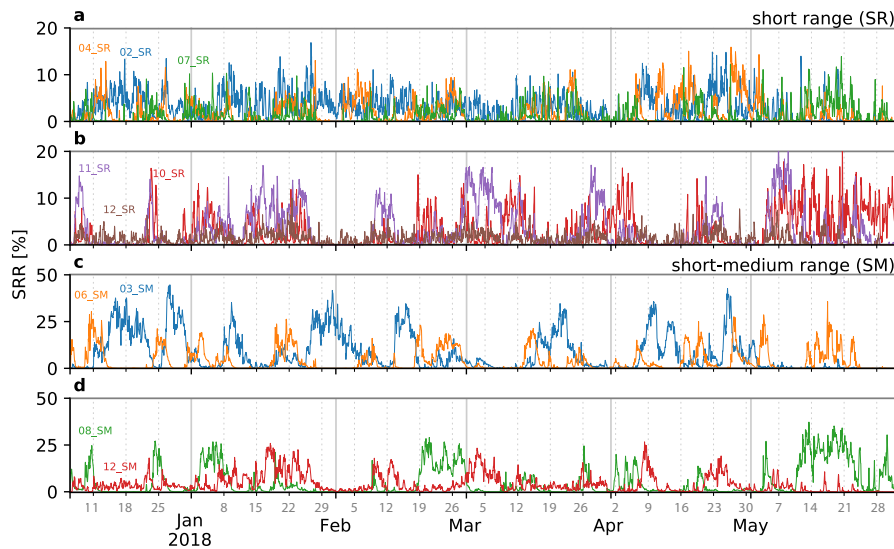 a
short range (SR)
20
04_SR
02_SR
07_SR
10
0
b
20
11_SR
10_SR
10
12_SR
0
SRR [%]
c
short-medium range (SM)
50
06_SM
03_SM
25
0
d
50
08_SM
25
12_SM
0
11 18 25 8 15 22 29 5 12 19 26 5 12 19 26 2 9 16 23 30 7 14 21 28
Jan Feb Mar Apr May
2018